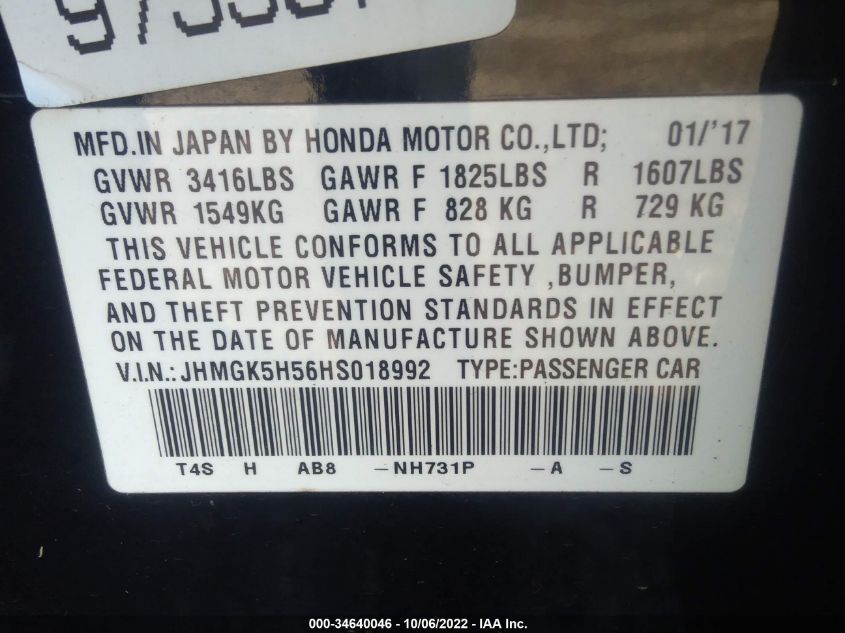 MFD.IN JAPAN BY HONDA MOTOR CO.,LTD; 01/'17
GVWR 3416LBS GAWR F 1825LBS R 1607LBS
GVWR 1549KG GAWR F 828 KG R 729 KG
THIS VEHICLE CONFORMS TO ALL APPLICABLE
FEDERAL MOTOR VEHICLE SAFETY ,BUMPER,
AND THEFT PREVENTION STANDARDS IN EFFECT
ON THE DATE OF MANUFACTURE SHOWN ABOVE.
V.I.N.:JHMGK5H56HS018992 TYPE:PASSENGER CAR
T4S H AB8 -NH731P -A -S
000-34640046 - 10/06/2022 - IAA Inc.